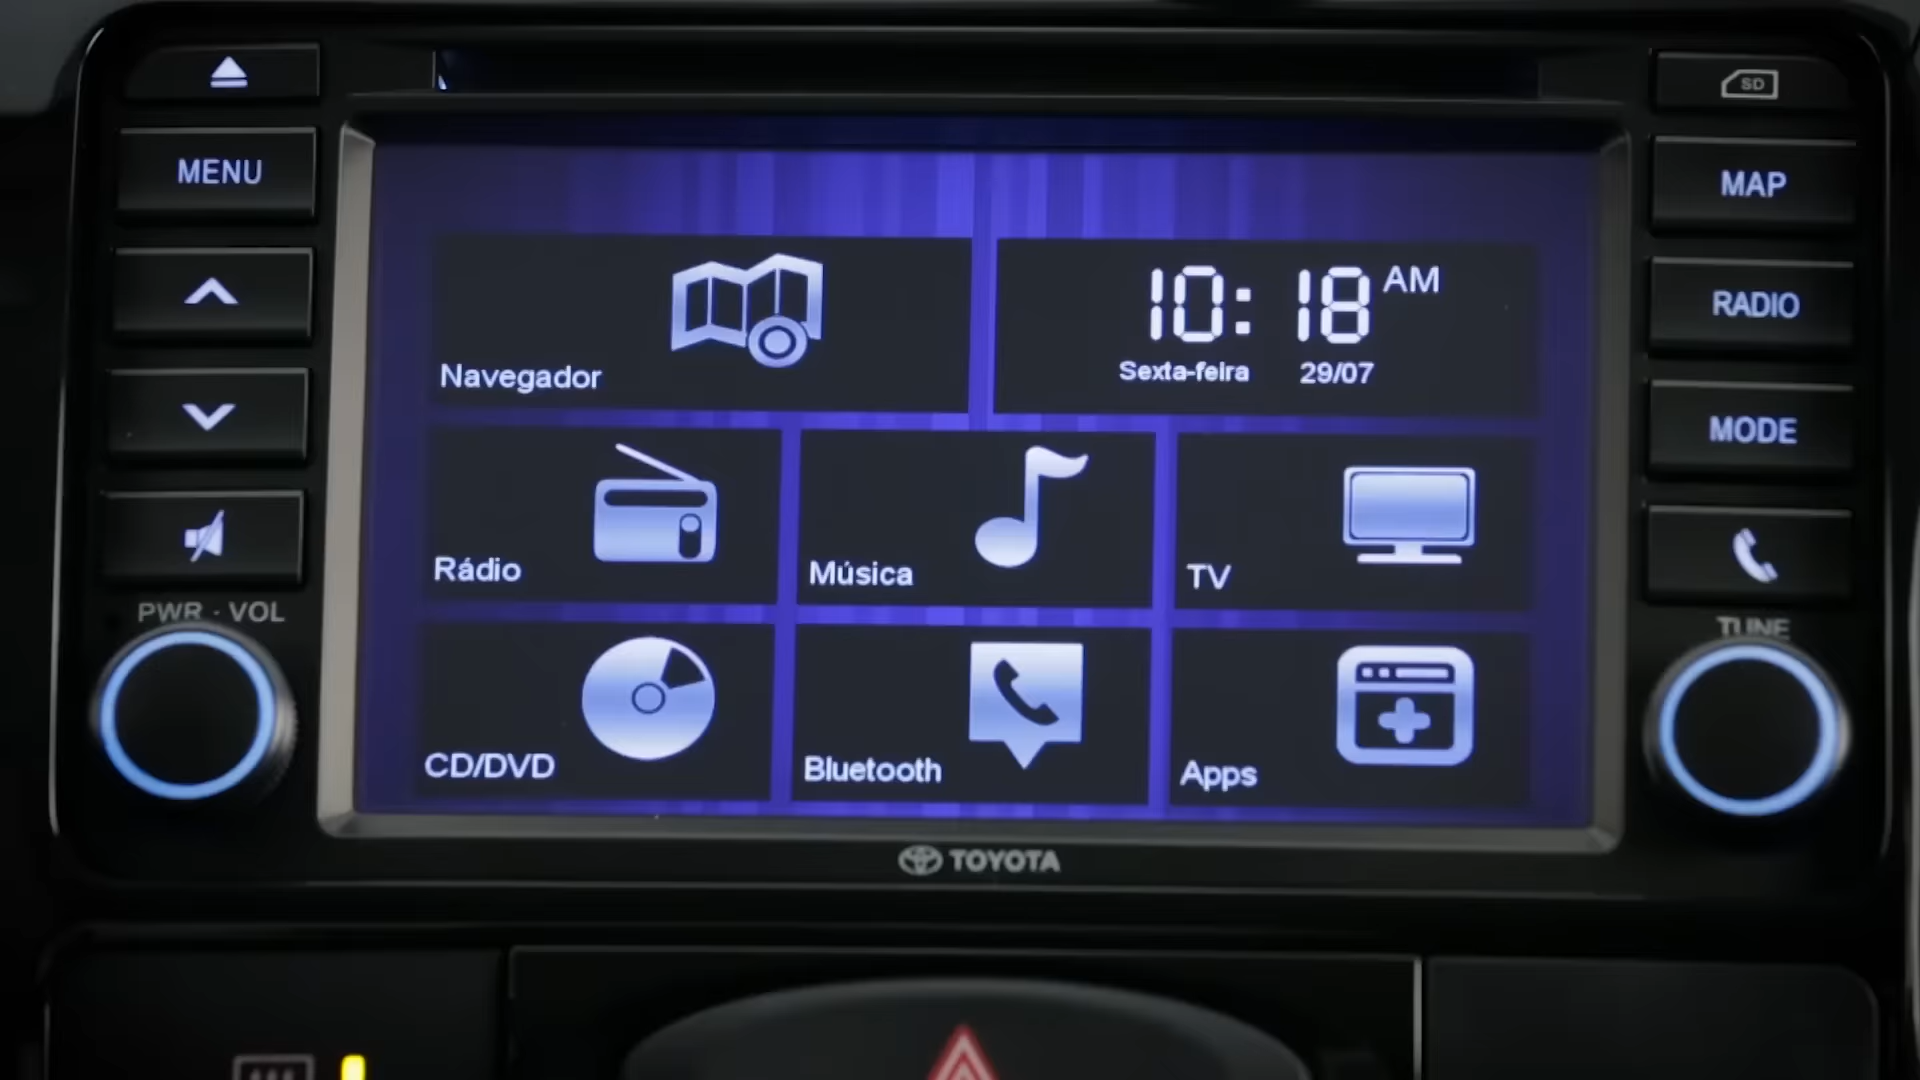 SD
MENU
MAP
RADIO
MODE
PWR · VOL
TUNE
Navegador
10:18 AM
Sexta-feira 29/07
Rádio
Música
TV
CD/DVD
Bluetooth
Apps
TOYOTA